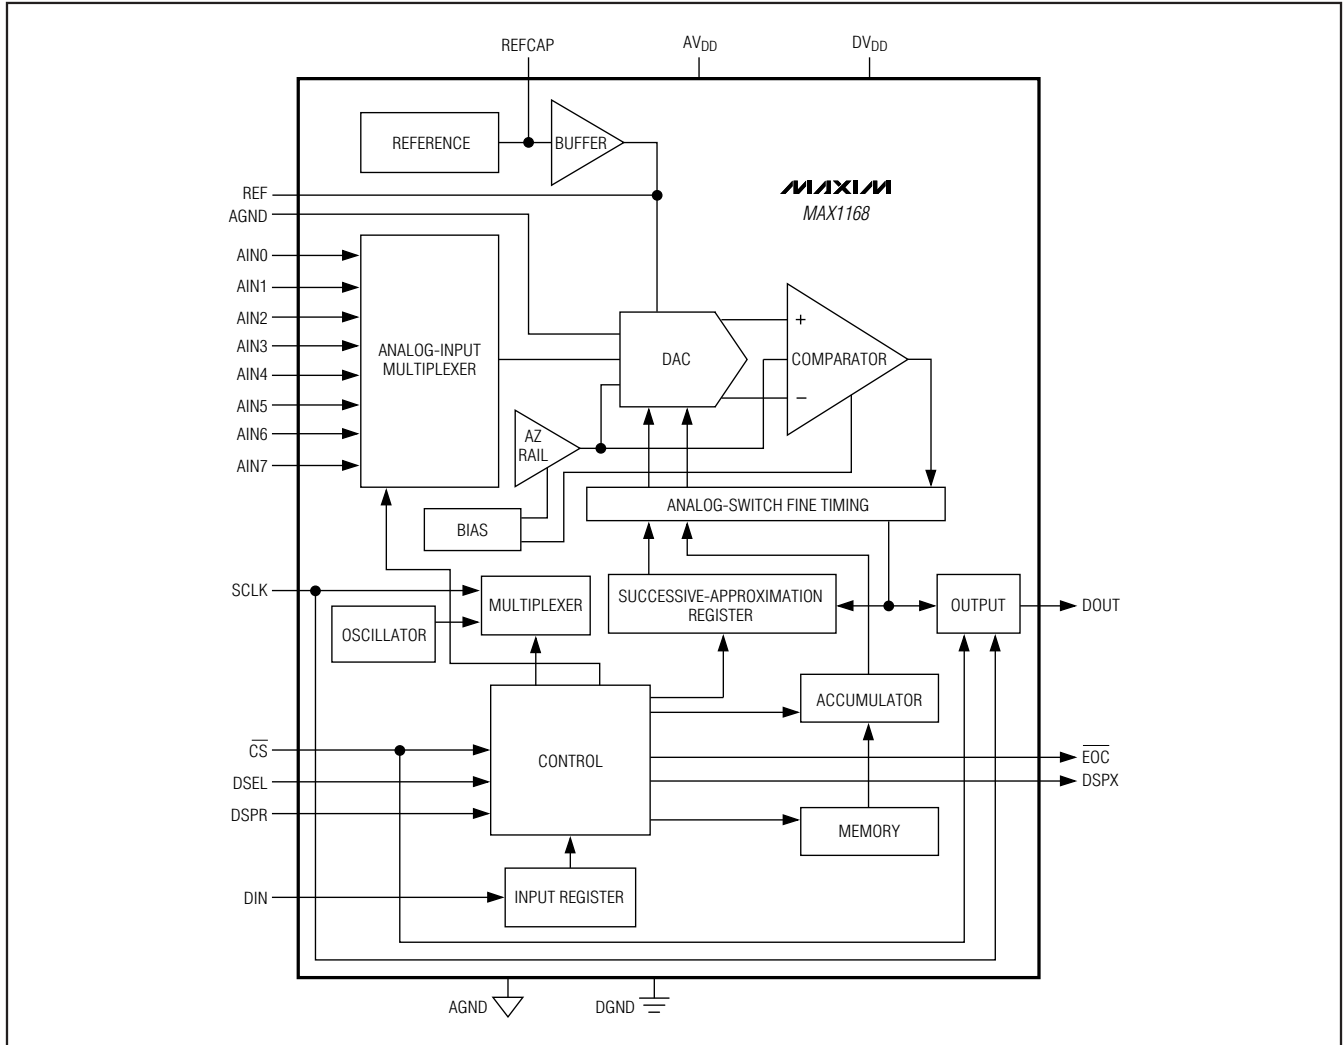 REFCAP
AVDD
DVDD
REFERENCE
BUFFER
REF
AGND
MAXIM
MAX1168
AIN0
AIN1
AIN2
AIN3
AIN4
AIN5
AIN6
AIN7
ANALOG-INPUT
MULTIPLEXER
DAC
+
COMPARATOR
–
AZ
RAIL
ANALOG-SWITCH FINE TIMING
BIAS
SCLK
MULTIPLEXER
OSCILLATOR
SUCCESSIVE-APPROXIMATION
REGISTER
OUTPUT
DOUT
ACCUMULATOR
CS
DSEL
DSPR
CONTROL
EOC
DSPX
MEMORY
DIN
INPUT REGISTER
AGND
DGND